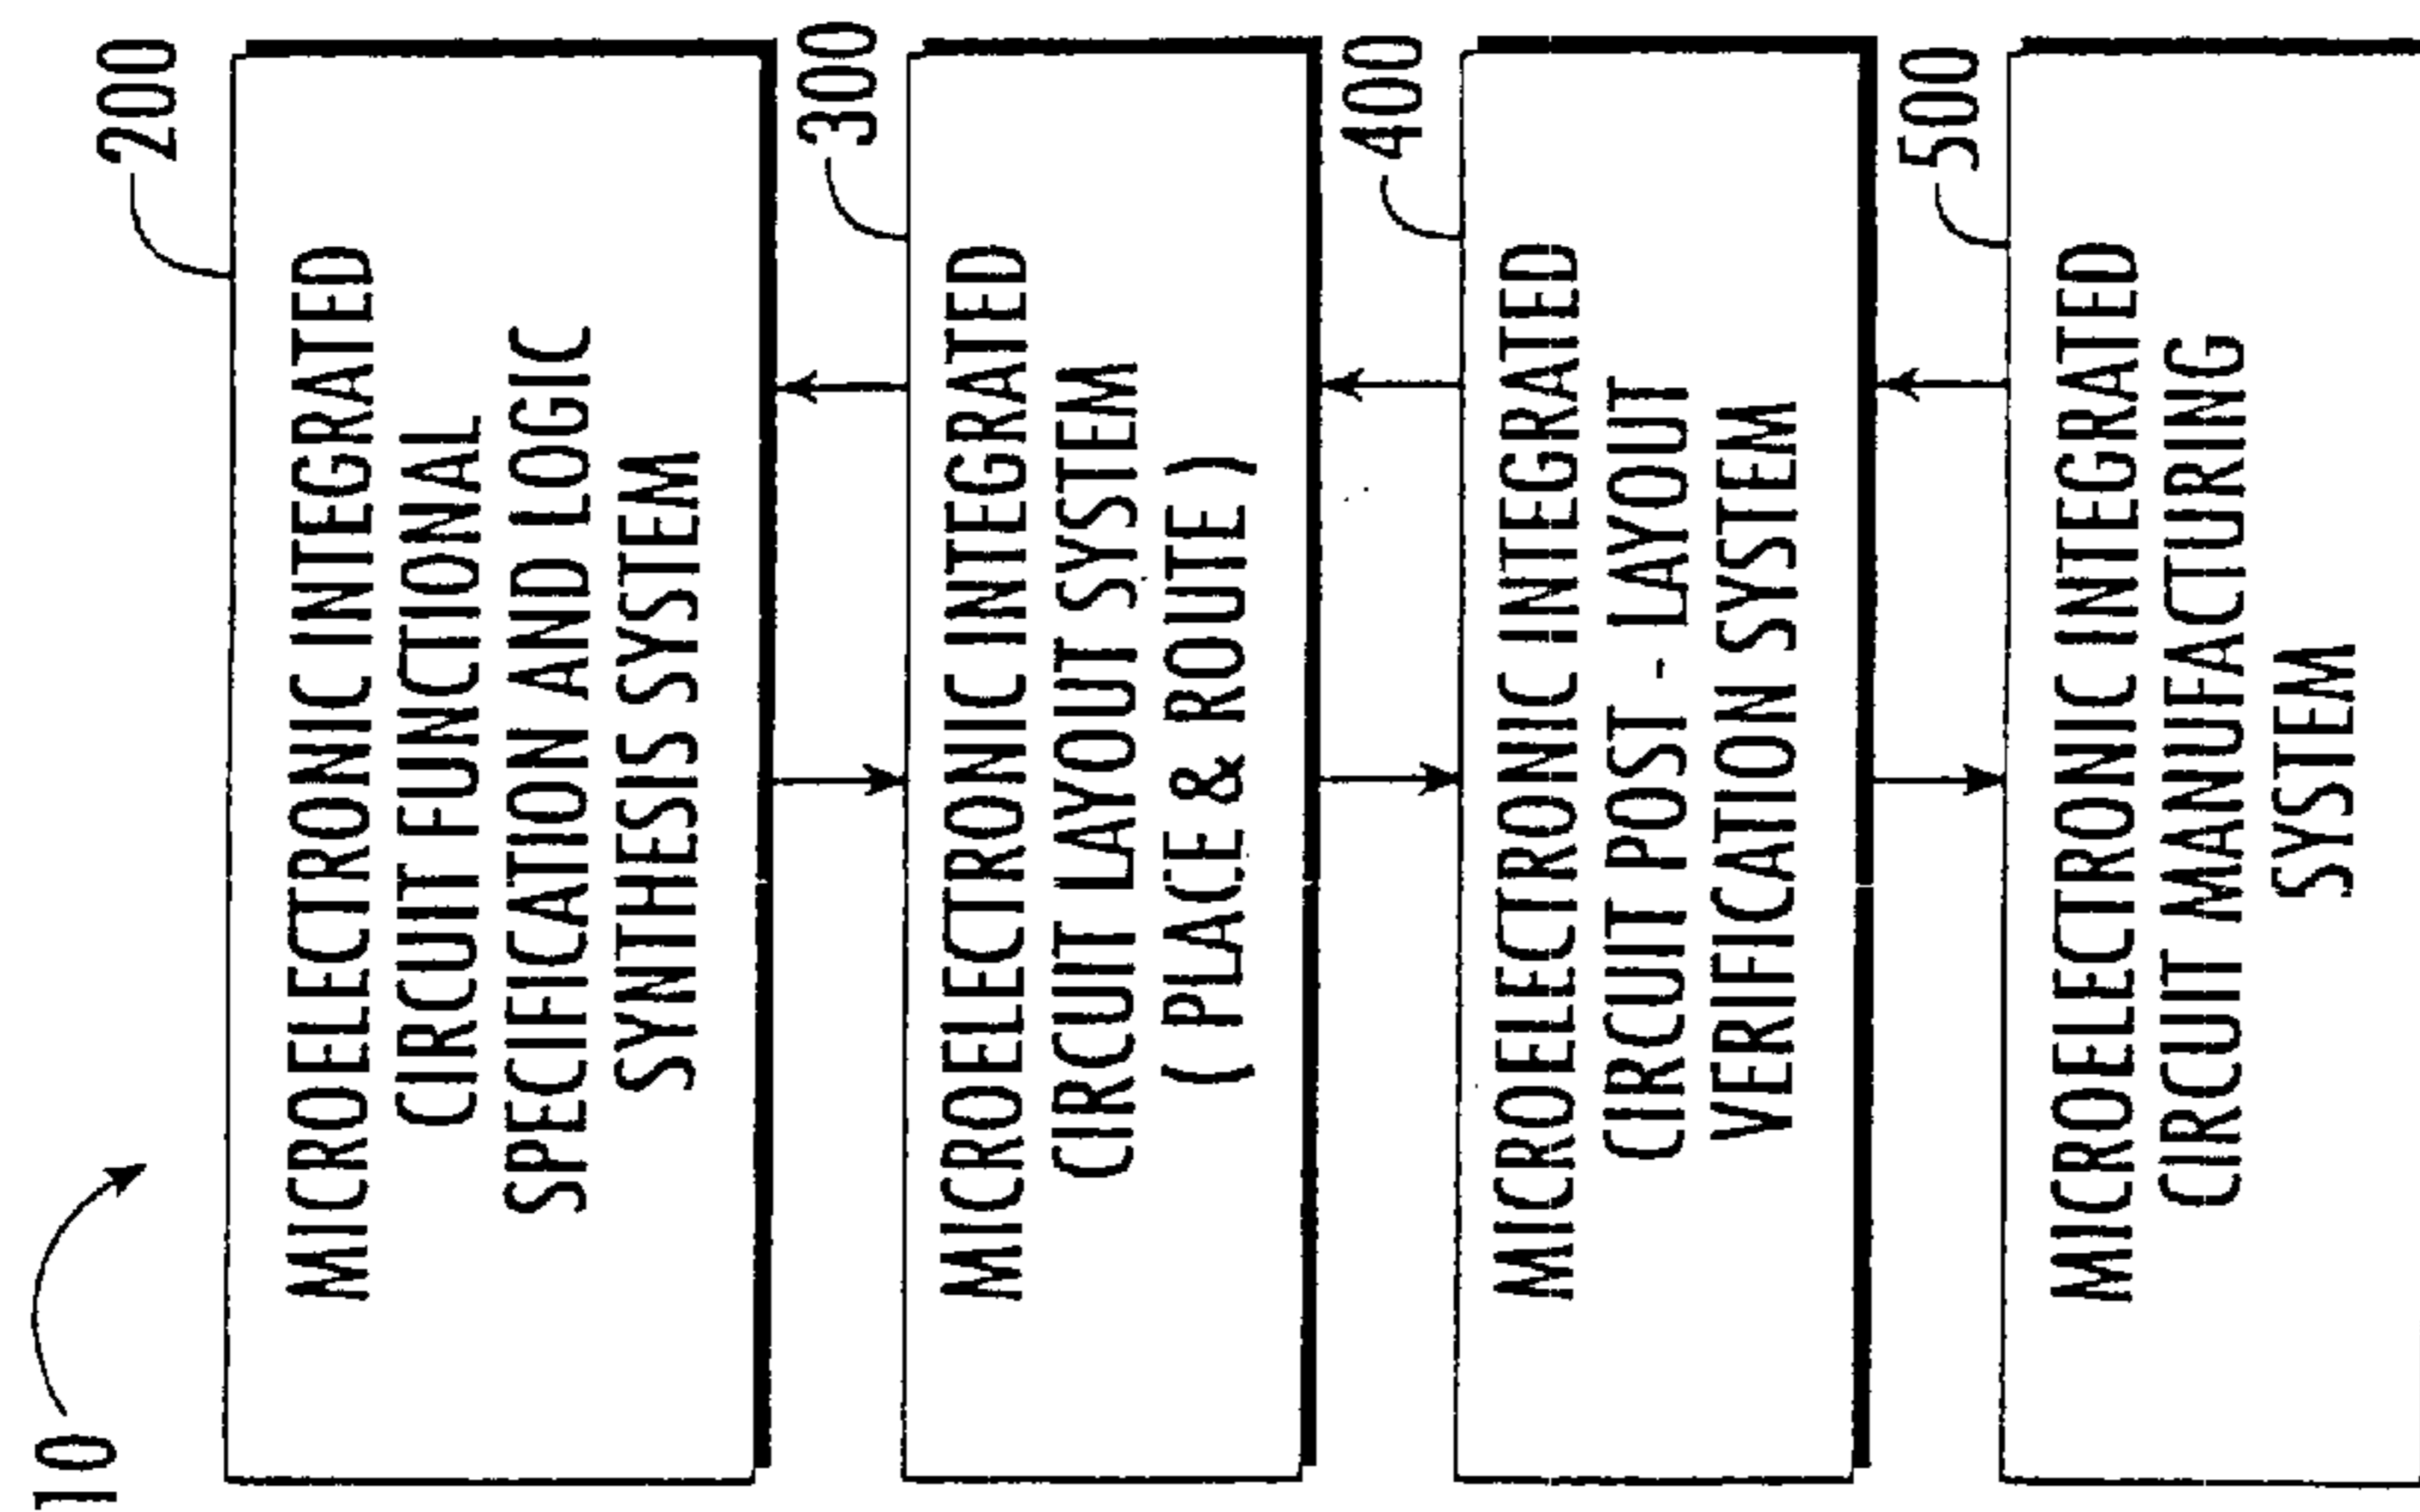 10
200
MICROELECTRONIC INTEGRATED
CIRCUIT FUNCTIONAL
SPECIFICATION AND LOGIC
SYNTHESIS SYSTEM
300
MICROELECTRONIC INTEGRATED
CIRCUIT LAYOUT SYSTEM
( PLACE & ROUTE )
400
MICROELECTRONIC INTEGRATED
CIRCUIT POST - LAYOUT
VERIFICATION SYSTEM
500
MICROELECTRONIC INTEGRATED
CIRCUIT MANUFACTURING
SYSTEM